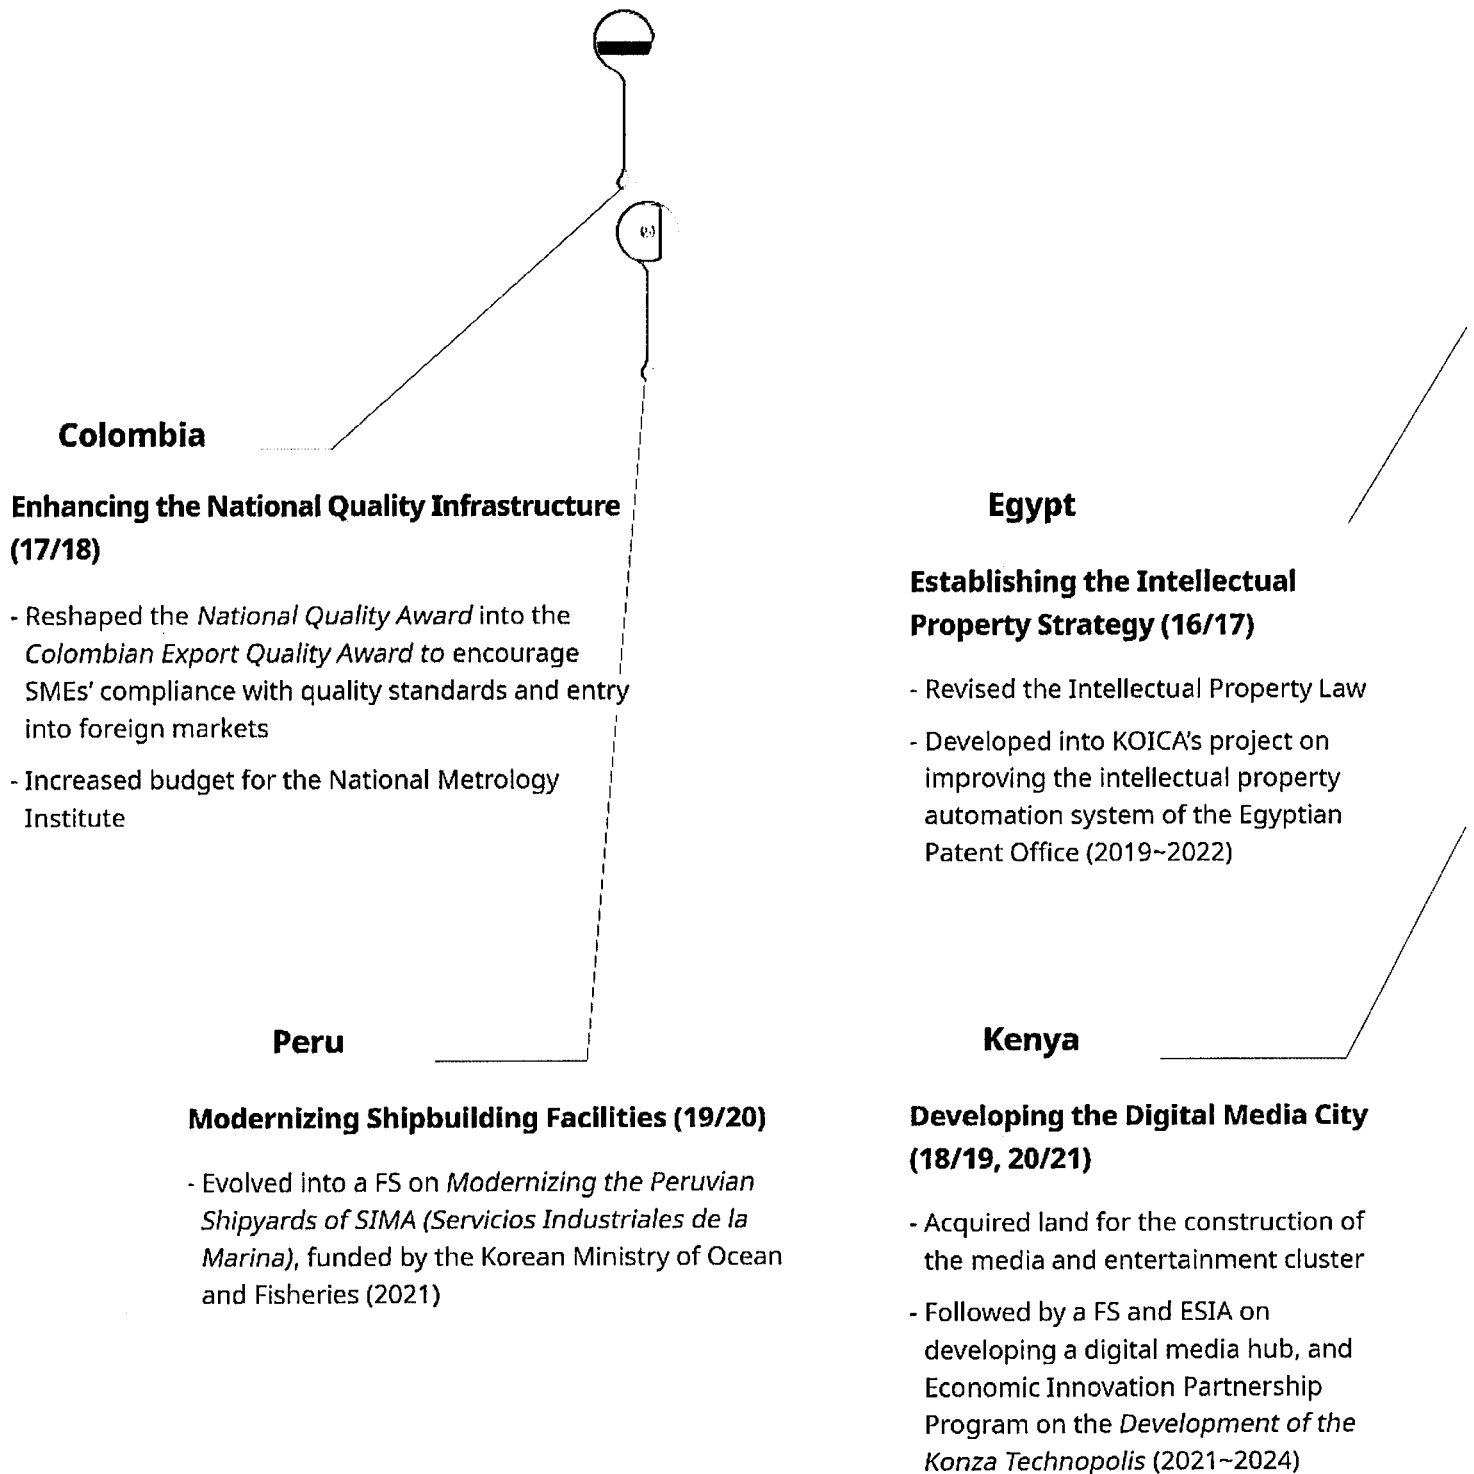 Colombia
Enhancing the National Quality Infrastructure
(17/18)
- Reshaped the National Quality Award into the
Colombian Export Quality Award to encourage
SMEs' compliance with quality standards and entry
into foreign markets
- Increased budget for the National Metrology
Institute
Peru
Modernizing Shipbuilding Facilities (19/20)
- Evolved into a FS on Modernizing the Peruvian
Shipyards of SIMA (Servicios Industriales de la
Marina), funded by the Korean Ministry of Ocean
and Fisheries (2021)
Egypt
Establishing the Intellectual
Property Strategy (16/17)
- Revised the Intellectual Property Law
- Developed into KOICA's project on
improving the intellectual property
automation system of the Egyptian
Patent Office (2019~2022)
Kenya
Developing the Digital Media City
(18/19, 20/21)
- Acquired land for the construction of
the media and entertainment cluster
- Followed by a FS and ESIA on
developing a digital media hub, and
Economic Innovation Partnership
Program on the Development of the
Konza Technopolis (2021~2024)